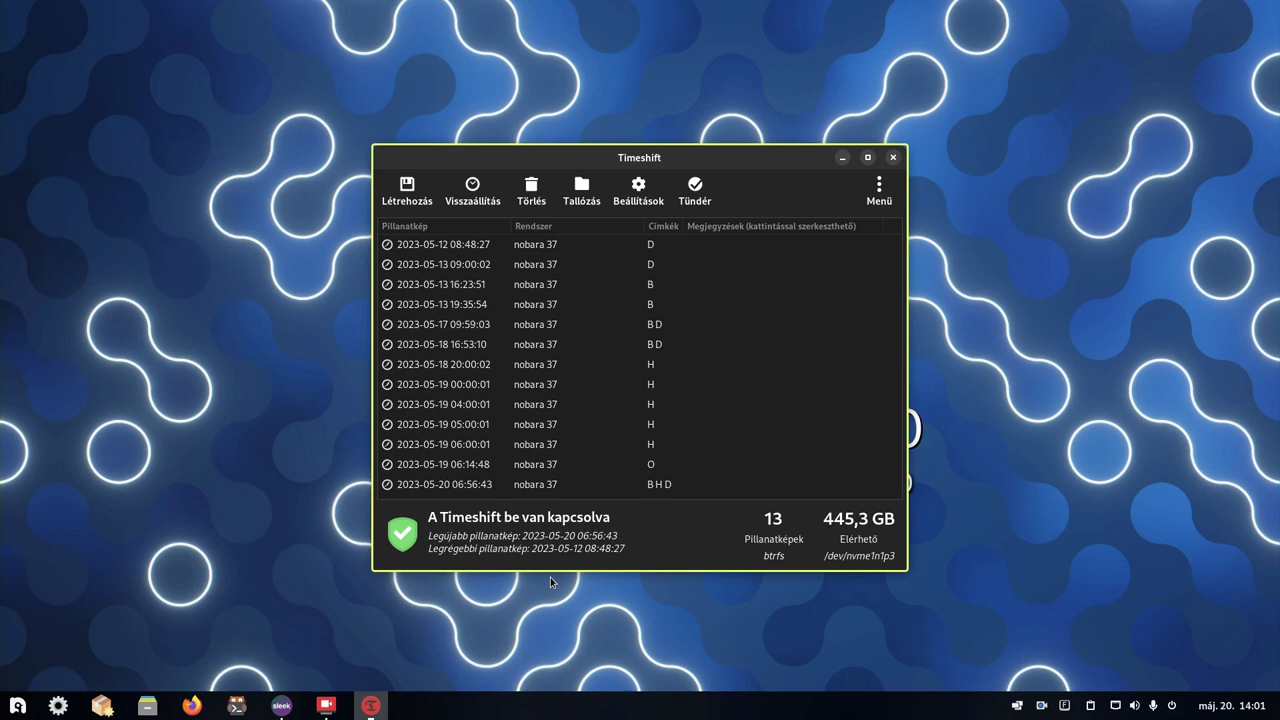 Timeshift
Létrehozás Visszaállítás Törlés Tallózás Beállítások Tündér Menü
Pillanatkép Rendszer Címkék Megjegyzések (kattintással szerkeszthető)
2023-05-12 08:48:27 nobara 37 D
2023-05-13 09:00:02 nobara 37 D
2023-05-13 16:23:51 nobara 37 B
2023-05-13 19:35:54 nobara 37 B
2023-05-17 09:59:03 nobara 37 B D
2023-05-18 16:53:10 nobara 37 B D
2023-05-18 20:00:02 nobara 37 H
2023-05-19 00:00:01 nobara 37 H
2023-05-19 04:00:01 nobara 37 H
2023-05-19 05:00:01 nobara 37 H
2023-05-19 06:00:01 nobara 37 H
2023-05-19 06:14:48 nobara 37 O
2023-05-20 06:56:43 nobara 37 B H D
A Timeshift be van kapcsolva
Legújabb pillanatkép: 2023-05-20 06:56:43
Legrégebbi pillanatkép: 2023-05-12 08:48:27
13 445,3 GB
Pillanatképek Elérhető
btrfs /dev/nvme1n1p3
sleek
máj. 20. 14:01